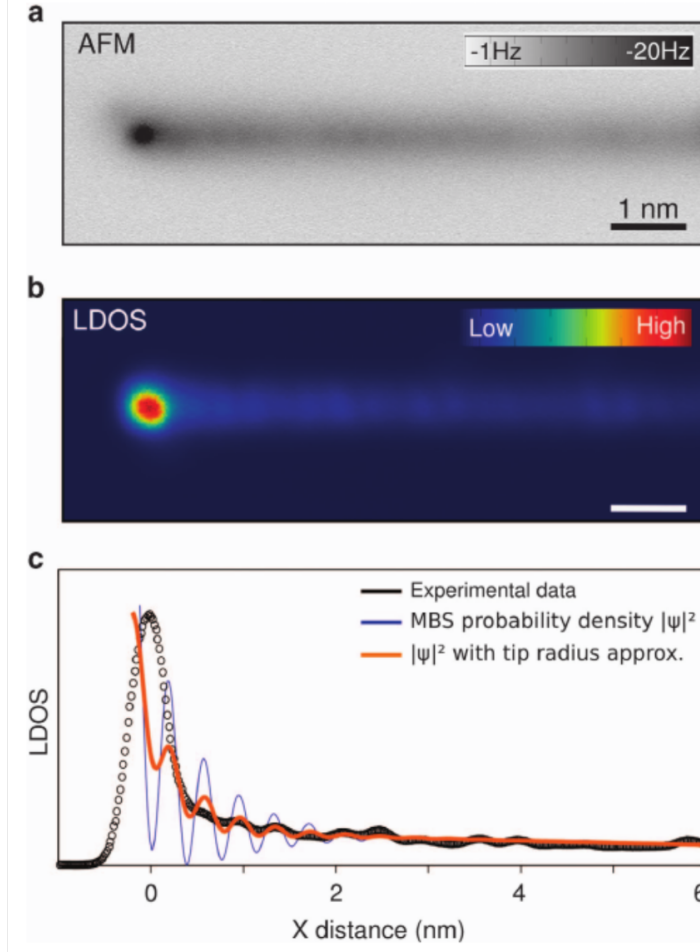 a
AFM
-1Hz -20Hz
1 nm
b
LDOS
Low High
c
Experimental data
MBS probability density |ψ|²
|ψ|² with tip radius approx.
LDOS
0 2 4 6
X distance (nm)